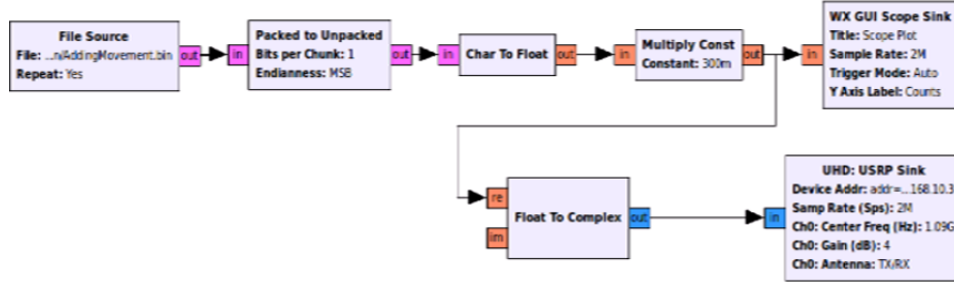 File Source
File: ...n/AddingMovement.bin
Repeat: Yes
out
in
Packed to Unpacked
Bits per Chunk: 1
Endianness: MSB
out
in
Char To Float
out
in
Multiply Const
Constant: 300m
out
in
WX GUI Scope Sink
Title: Scope Plot
Sample Rate: 2M
Trigger Mode: Auto
Y Axis Label: Counts
re
im
Float To Complex
out
in
UHD: USRP Sink
Device Addr: addr=...168.10.3
Samp Rate (Sps): 2M
Ch0: Center Freq (Hz): 1.09G
Ch0: Gain (dB): 4
Ch0: Antenna: TX/RX